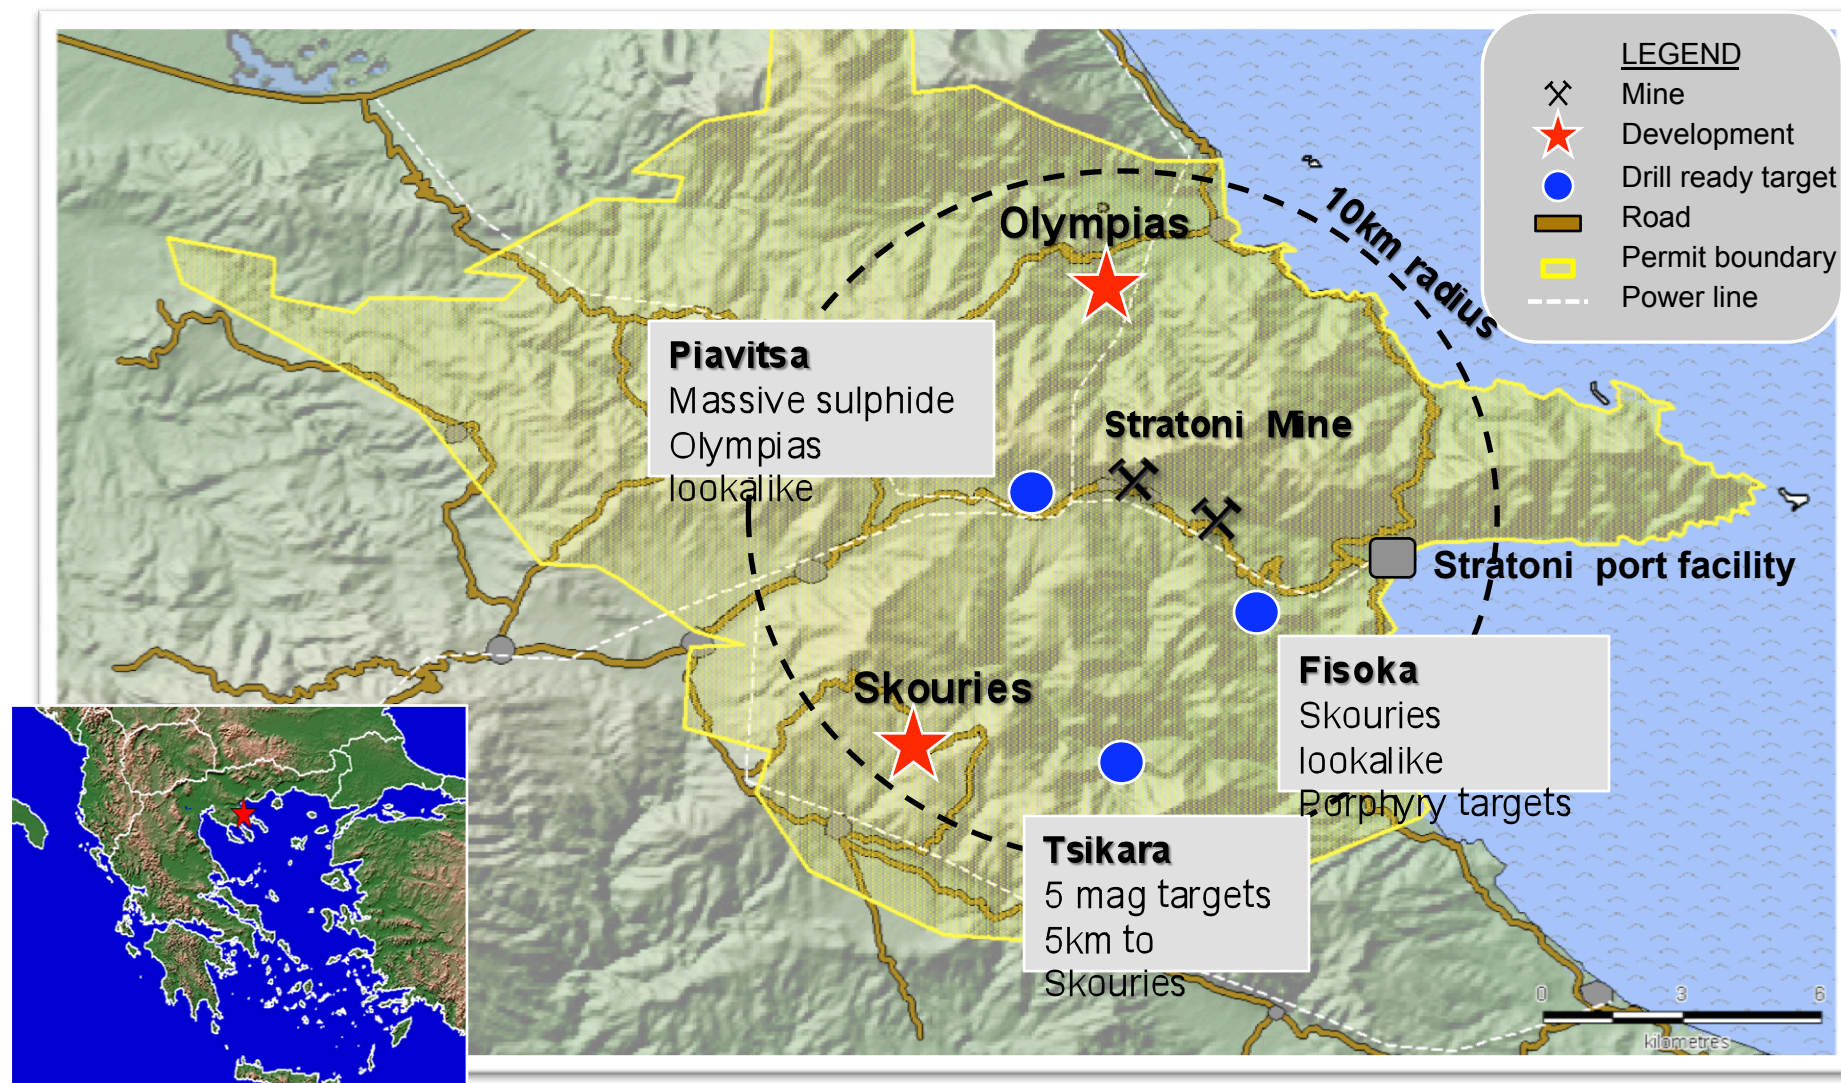 LEGEND
Mine
Development
Drill ready target
Road
Permit boundary
Power line
10km radius
Olympias
Piavitsa
Massive sulphide
Olympias
lookalike
Stratoni Mine
Stratoni port facility
Skouries
Fisoka
Skouries
lookalike
Porphyry targets
Tsikara
5 mag targets
5km to
Skouries
0 3 6
kilometres